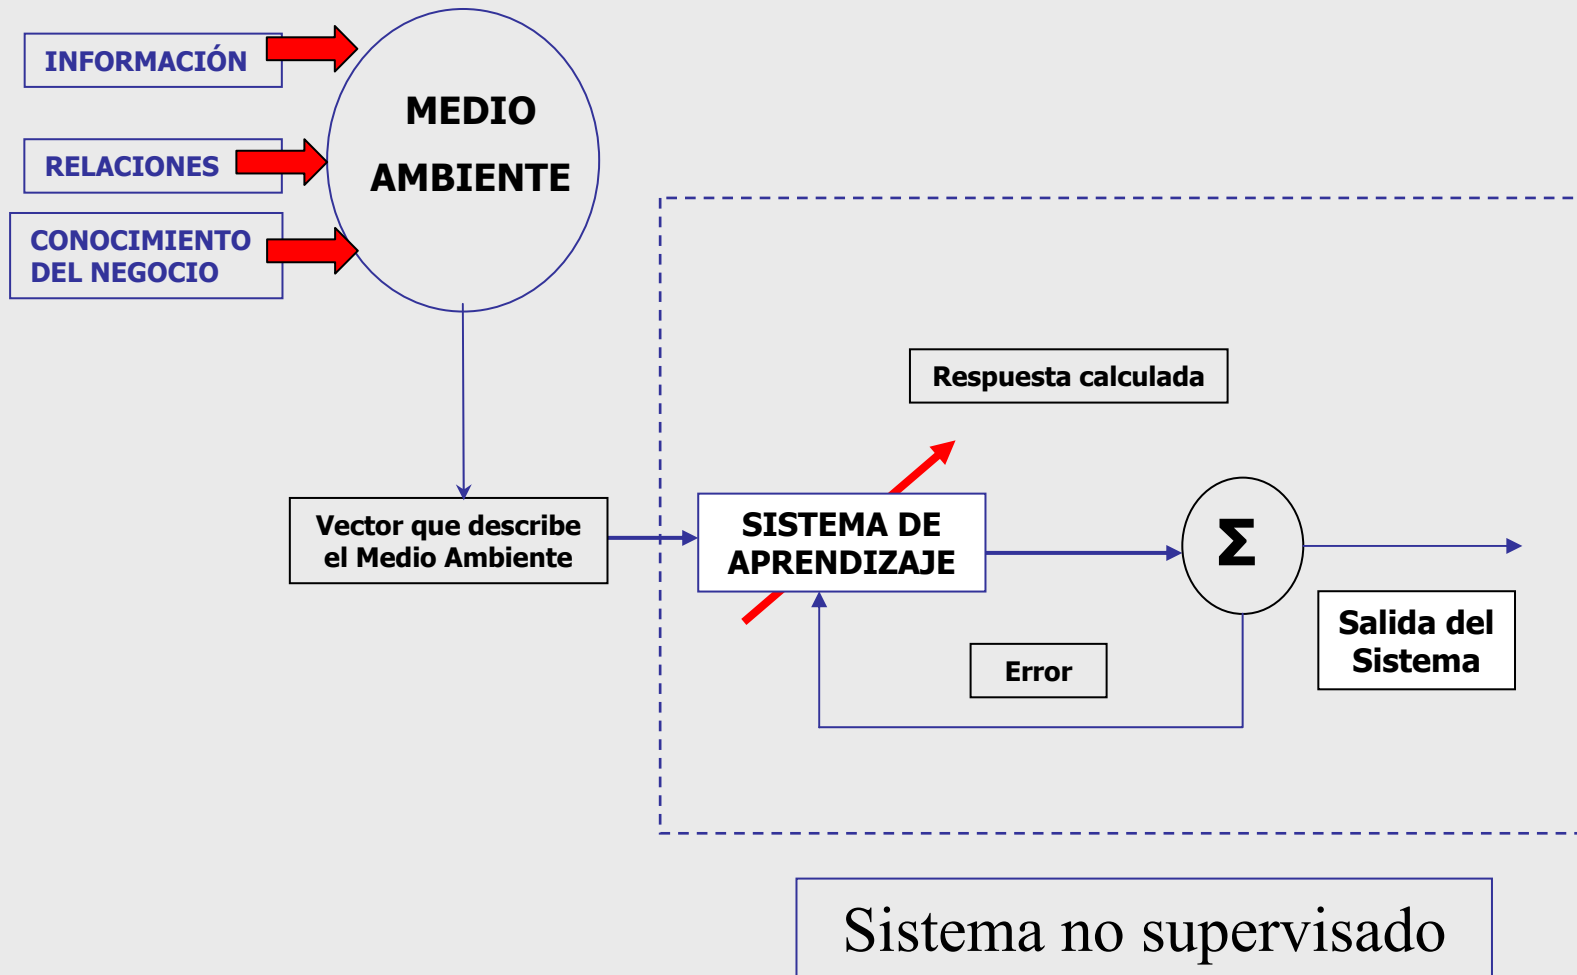 INFORMACIÓN
MEDIO
AMBIENTE
RELACIONES
CONOCIMIENTO
DEL NEGOCIO
Respuesta calculada
Vector que describe
el Medio Ambiente
SISTEMA DE
APRENDIZAJE
Σ
Salida del
Sistema
Error
Sistema no supervisado